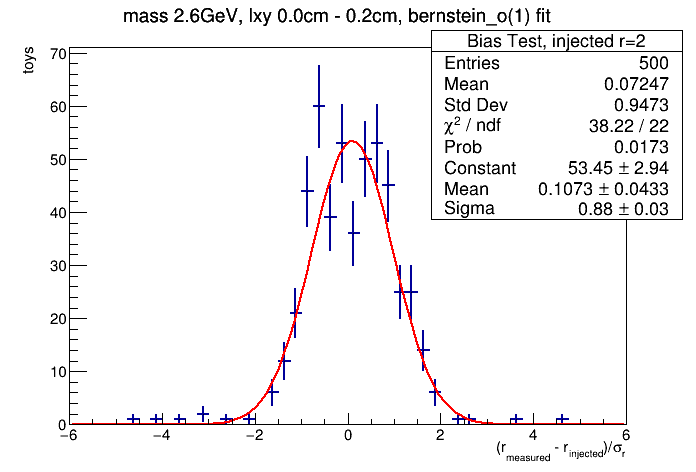 mass 2.6GeV, lxy 0.0cm - 0.2cm, bernstein_o(1) fit
Bias Test, injected r=2
Entries 500
Mean 0.07247
Std Dev 0.9473
χ² / ndf 38.22 / 22
Prob 0.0173
Constant 53.45 ± 2.94
Mean 0.1073 ± 0.0433
Sigma 0.88 ± 0.03
toys
70
60
50
40
30
20
10
0
−6 −4 −2 0 2 4 6
(r_measured - r_injected)/σ_r